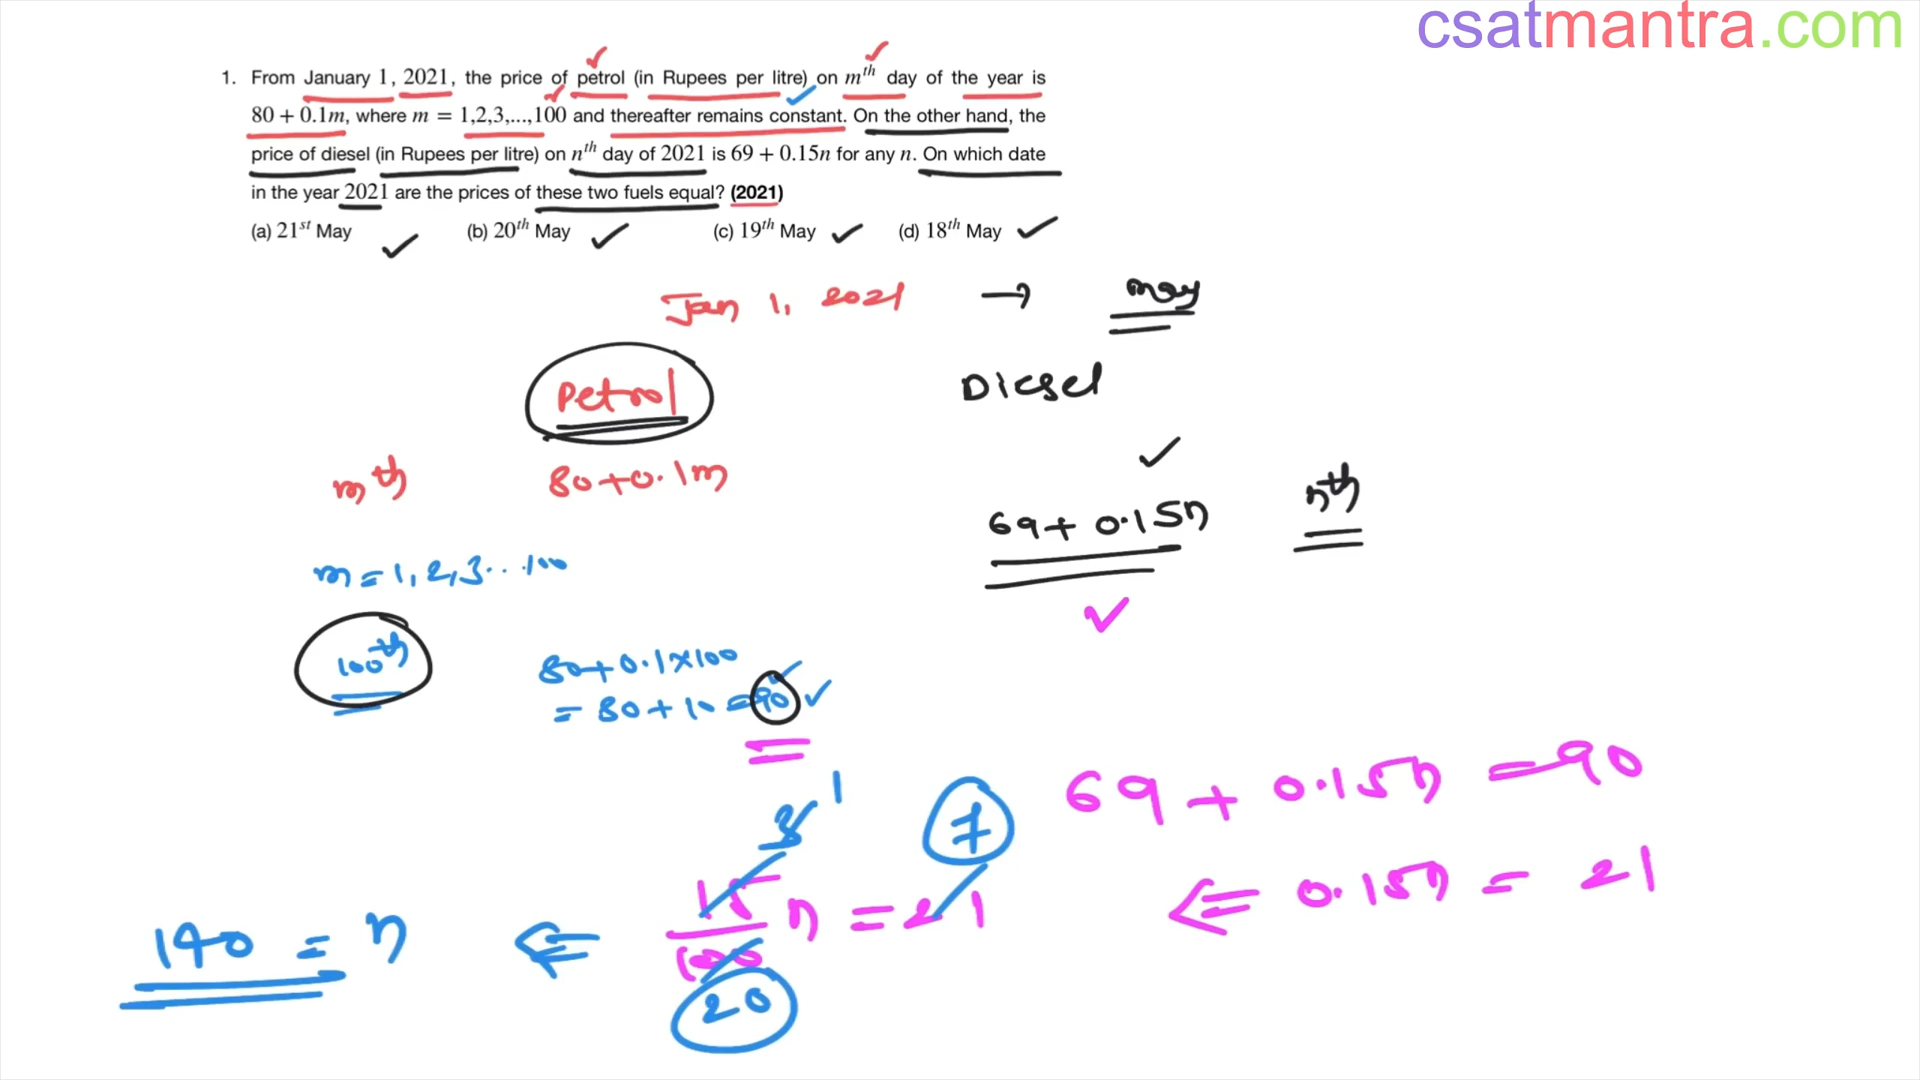 csatmantra.com
1. From January 1, 2021, the price of petrol (in Rupees per litre) on mᵗʰ day of the year is
80 + 0.1m, where m = 1,2,3,...,100 and thereafter remains constant. On the other hand, the
price of diesel (in Rupees per litre) on nᵗʰ day of 2021 is 69 + 0.15n for any n. On which date
in the year 2021 are the prices of these two fuels equal? (2021)
(a) 21ˢᵗ May (b) 20ᵗʰ May (c) 19ᵗʰ May (d) 18ᵗʰ May
Jan 1, 2021 → may
Petrol Diesel
mᵗʰ 80+0.1m
69+0.15n nᵗʰ
m=1,2,3...100
100ᵗʰ 80+0.1×100
= 80+10=90
69+0.15n = 90
3 1 7
⇐ 0.15n = 21
140 = n ⇐ 15/100 n = 21
20